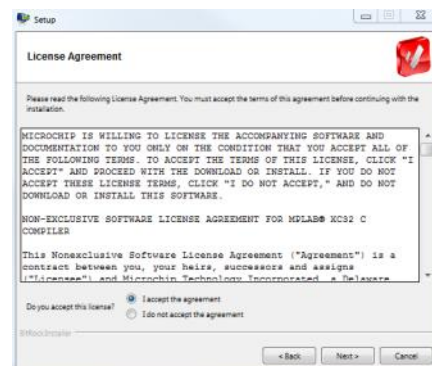 Setup
License Agreement
Please read the following License Agreement. You must accept the terms of this agreement before continuing with the
installation.
MICROCHIP IS WILLING TO LICENSE THE ACCOMPANYING SOFTWARE AND
DOCUMENTATION TO YOU ONLY ON THE CONDITION THAT YOU ACCEPT ALL OF
THE FOLLOWING TERMS. TO ACCEPT THE TERMS OF THIS LICENSE, CLICK "I
ACCEPT" AND PROCEED WITH THE DOWNLOAD OR INSTALL. IF YOU DO NOT
ACCEPT THESE LICENSE TERMS, CLICK "I DO NOT ACCEPT," AND DO NOT
DOWNLOAD OR INSTALL THIS SOFTWARE.
NON-EXCLUSIVE SOFTWARE LICENSE AGREEMENT FOR MPLAB® XC32 C
COMPILER
This Nonexclusive Software License Agreement ("Agreement") is a
contract between you, your heirs, successors and assigns
("Licensee") and Microchip Technology Incorporated, a Delaware
Do you accept this license?
I accept the agreement
I do not accept the agreement
BitRock Installer
< Back
Next >
Cancel